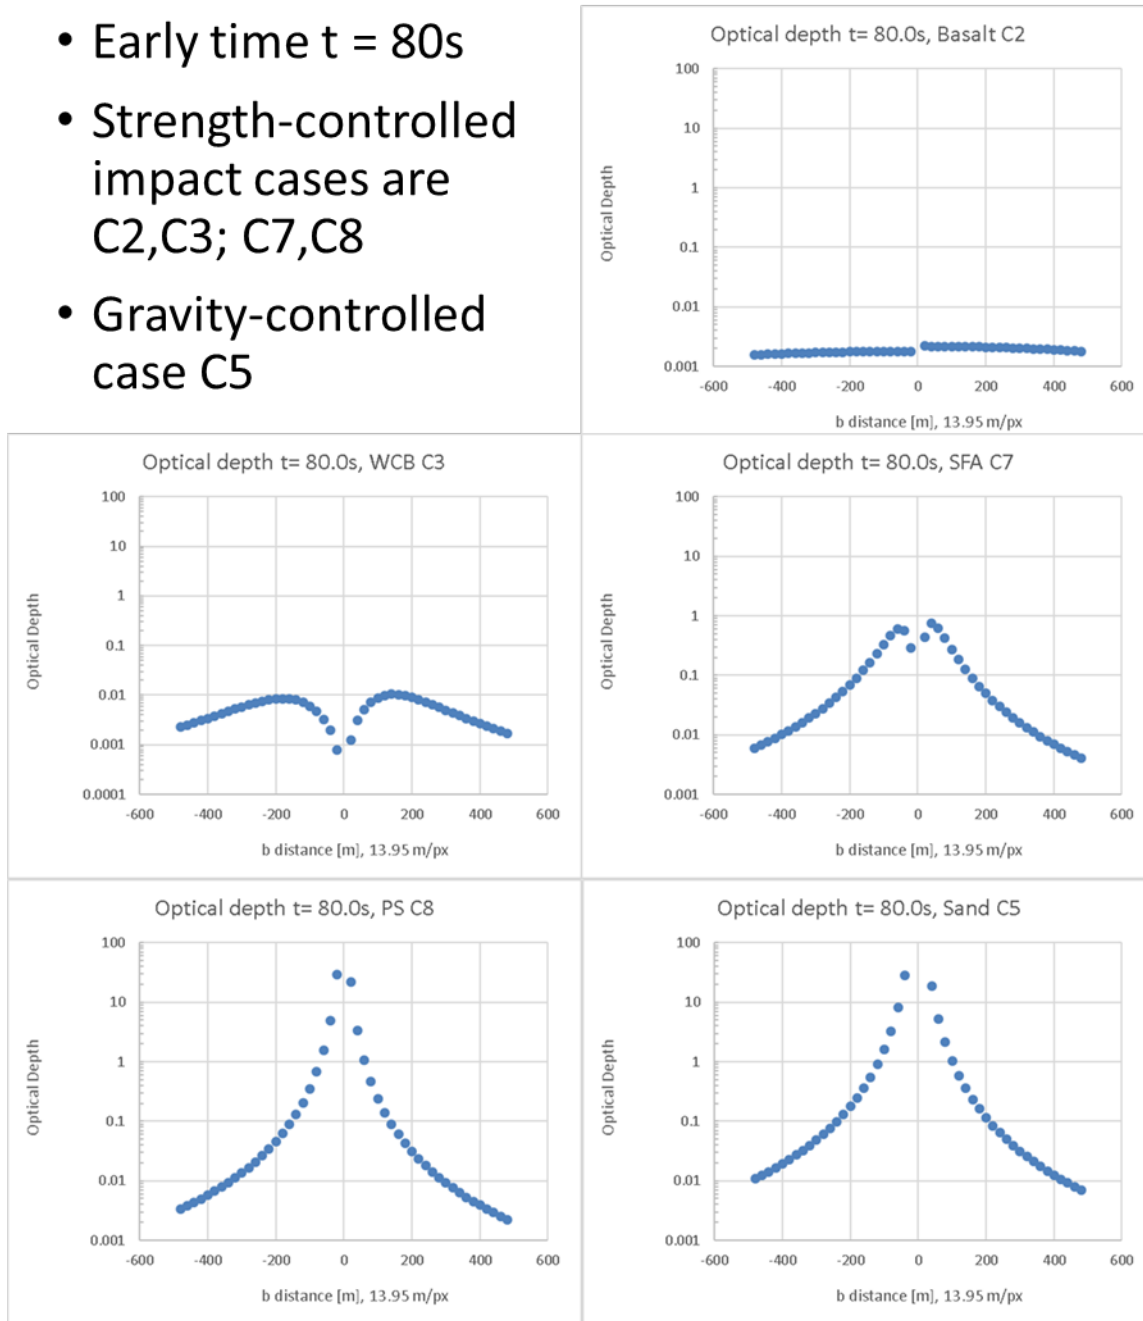 • Early time t = 80s
• Strength-controlled
impact cases are
C2,C3; C7,C8
• Gravity-controlled
case C5
Optical depth t= 80.0s, Basalt C2
100
10
1
0.1
0.01
0.001
Optical Depth
-600 -400 -200 0 200 400 600
b distance [m], 13.95 m/px
Optical depth t= 80.0s, WCB C3
100
10
1
0.1
0.01
0.001
0.0001
Optical Depth
-600 -400 -200 0 200 400 600
b distance [m], 13.95 m/px
Optical depth t= 80.0s, SFA C7
100
10
1
0.1
0.01
0.001
Optical Depth
-600 -400 -200 0 200 400 600
b distance [m], 13.95 m/px
Optical depth t= 80.0s, PS C8
100
10
1
0.1
0.01
0.001
Optical Depth
-600 -400 -200 0 200 400 600
b distance [m], 13.95 m/px
Optical depth t= 80.0s, Sand C5
100
10
1
0.1
0.01
0.001
Optical Depth
-600 -400 -200 0 200 400 600
b distance [m], 13.95 m/px